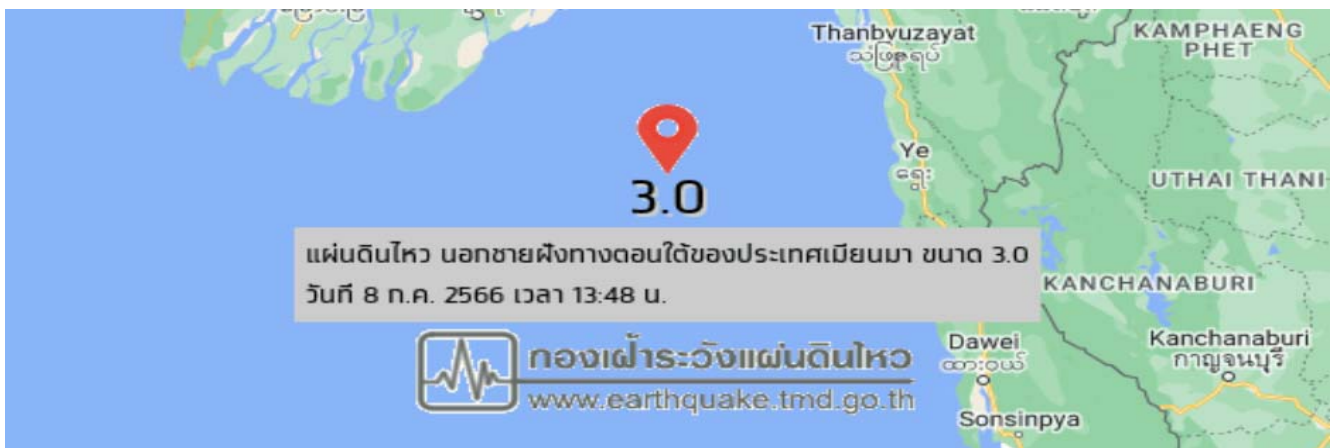 Thanbyuzayat
သံဖြူဇရပ်
KAMPHAENG
PHET
Ye
ရေး
UTHAI THANI
3.0
แผ่นดินไหว นอกชายฝั่งทางตอนใต้ของประเทศเมียนมา ขนาด 3.0
วันที่ 8 ก.ค. 2566 เวลา 13:48 น.
KANCHANABURI
กองเฝ้าระวังแผ่นดินไหว
www.earthquake.tmd.go.th
Dawei
ထားဝယ်
Kanchanaburi
กาญจนบุรี
Sonsinpya